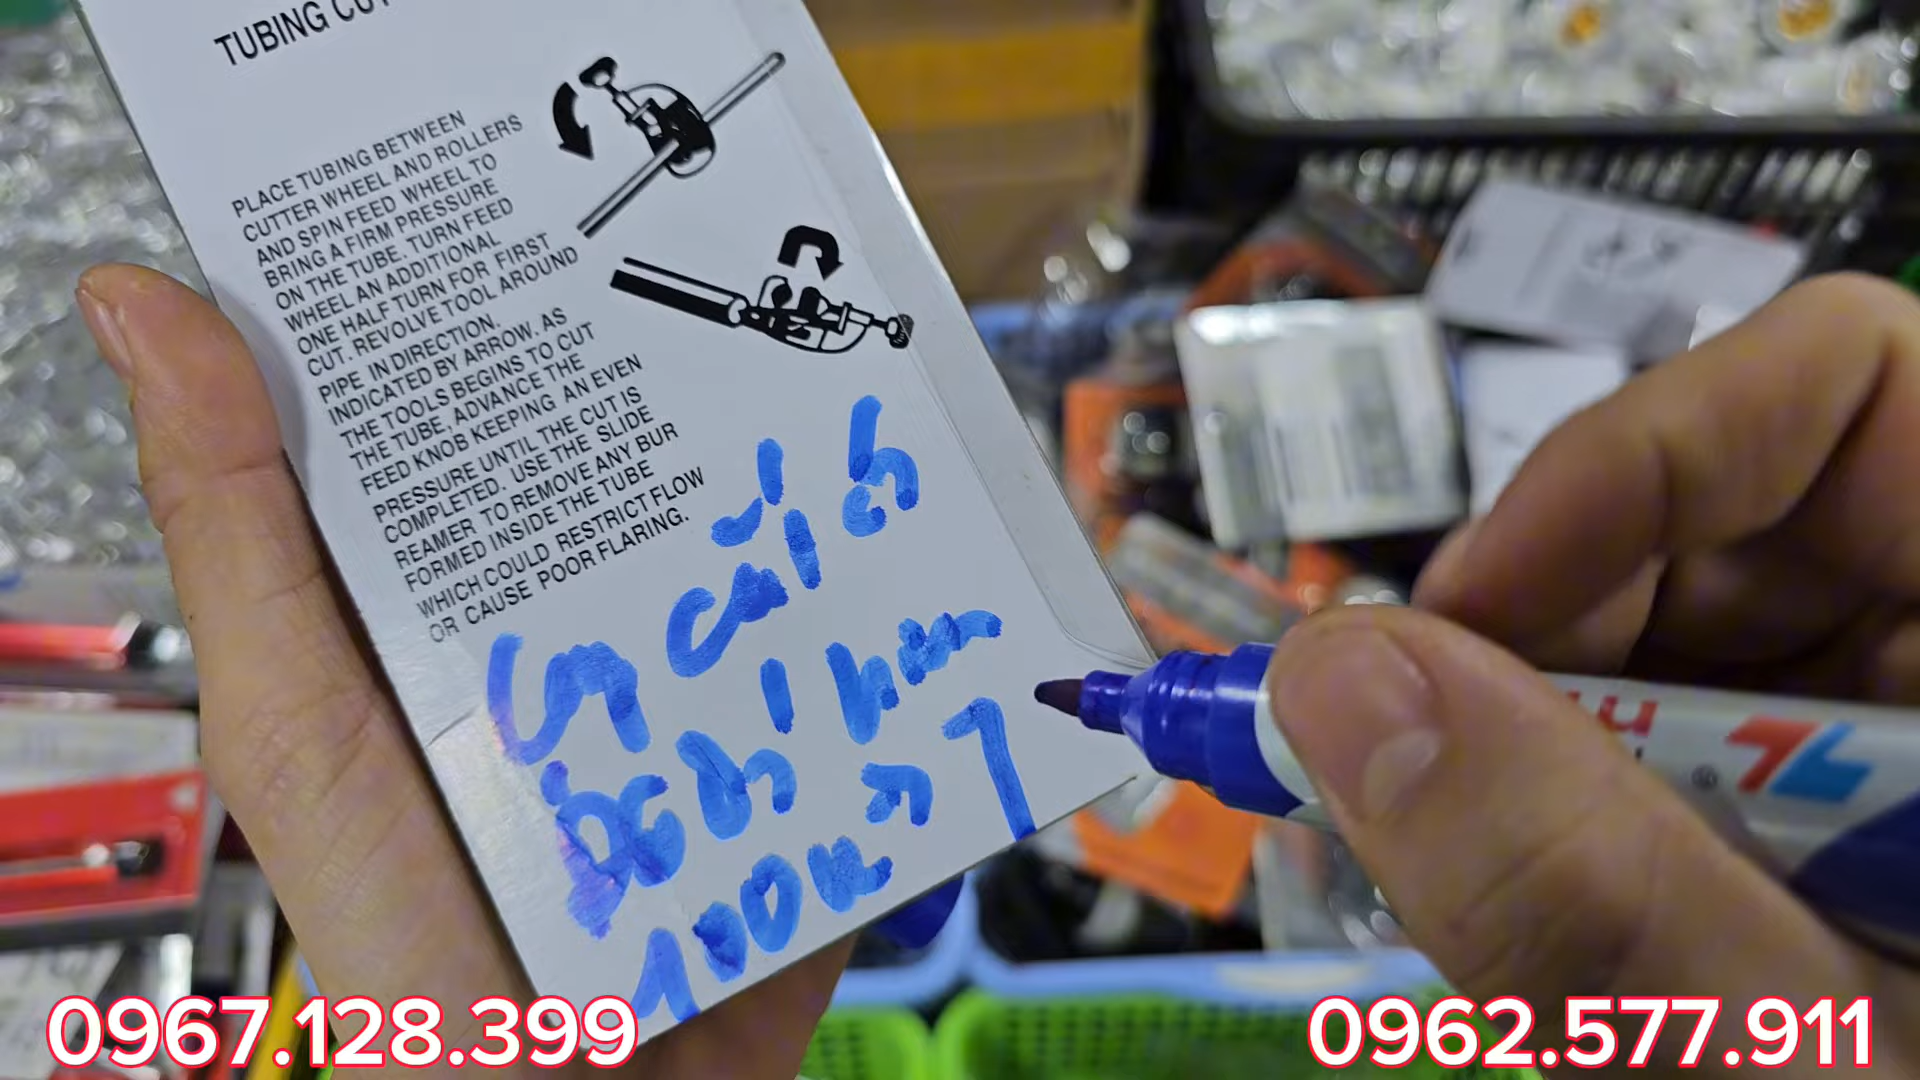 TUBING CUT
PLACE TUBING BETWEEN
CUTTER WHEEL AND ROLLERS
AND SPIN FEED WHEEL TO
BRING A FIRM PRESSURE
ON THE TUBE. TURN FEED
WHEEL AN ADDITIONAL
ONE HALF TURN FOR FIRST
CUT. REVOLVE TOOL AROUND
PIPE IN DIRECTION.
INDICATED BY ARROW. AS
THE TOOLS BEGINS TO CUT
THE TUBE, ADVANCE THE
FEED KNOB KEEPING AN EVEN
PRESSURE UNTIL THE CUT IS
COMPLETED. USE THE SLIDE
REAMER TO REMOVE ANY BUR
FORMED INSIDE THE TUBE
WHICH COULD RESTRICT FLOW
OR CAUSE POOR FLARING.
100k
0967.128.399
0962.577.911